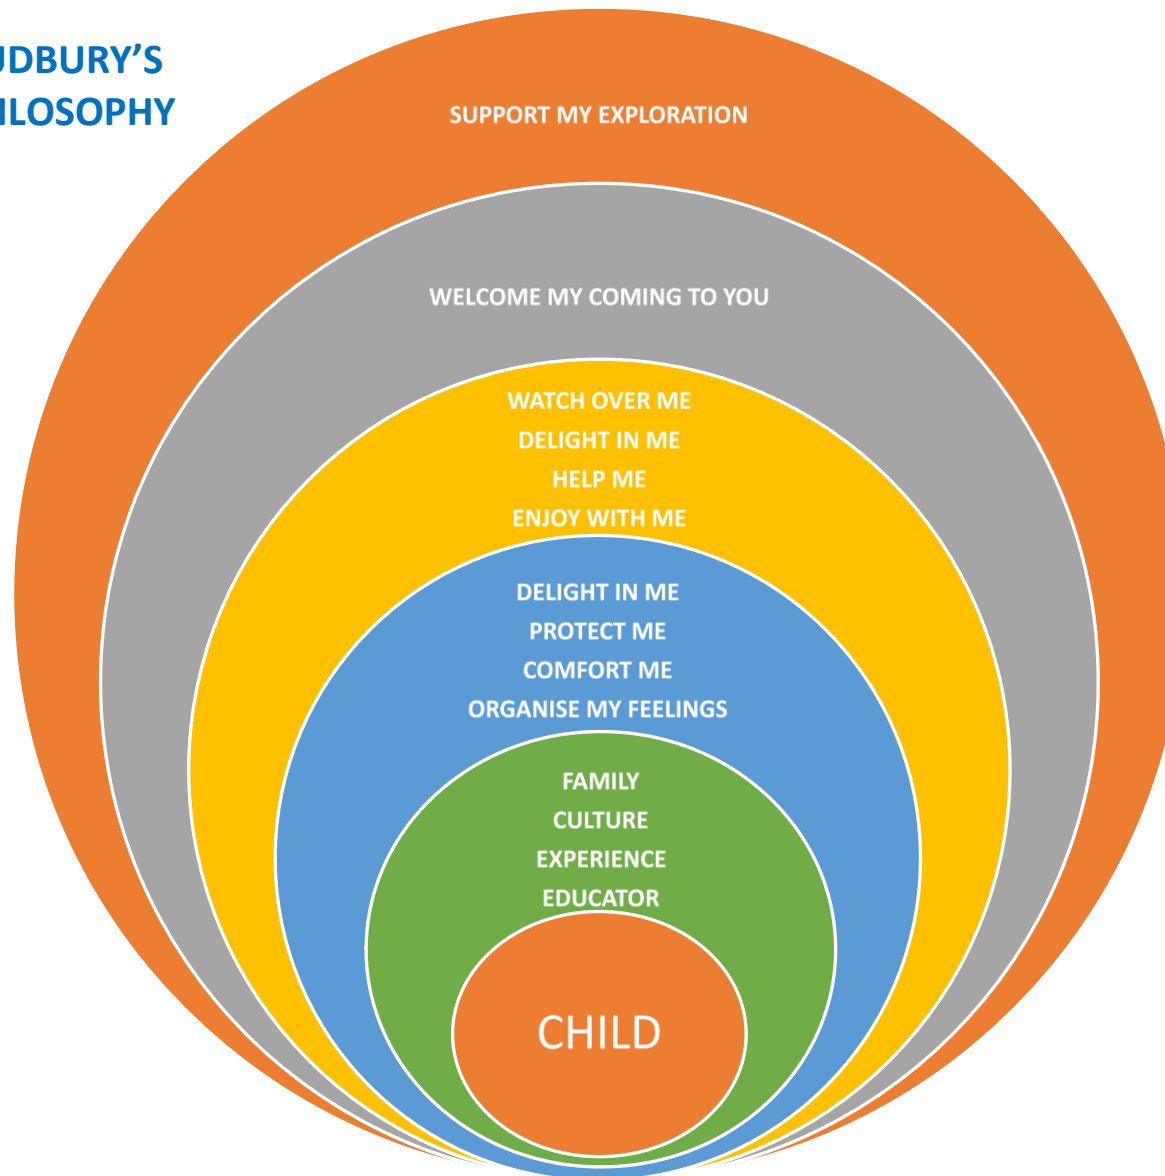 UDBURY'S
ILOSOPHY
SUPPORT MY EXPLORATION
WELCOME MY COMING TO YOU
WATCH OVER ME
DELIGHT IN ME
HELP ME
ENJOY WITH ME
DELIGHT IN ME
PROTECT ME
COMFORT ME
ORGANISE MY FEELINGS
FAMILY
CULTURE
EXPERIENCE
EDUCATOR
CHILD